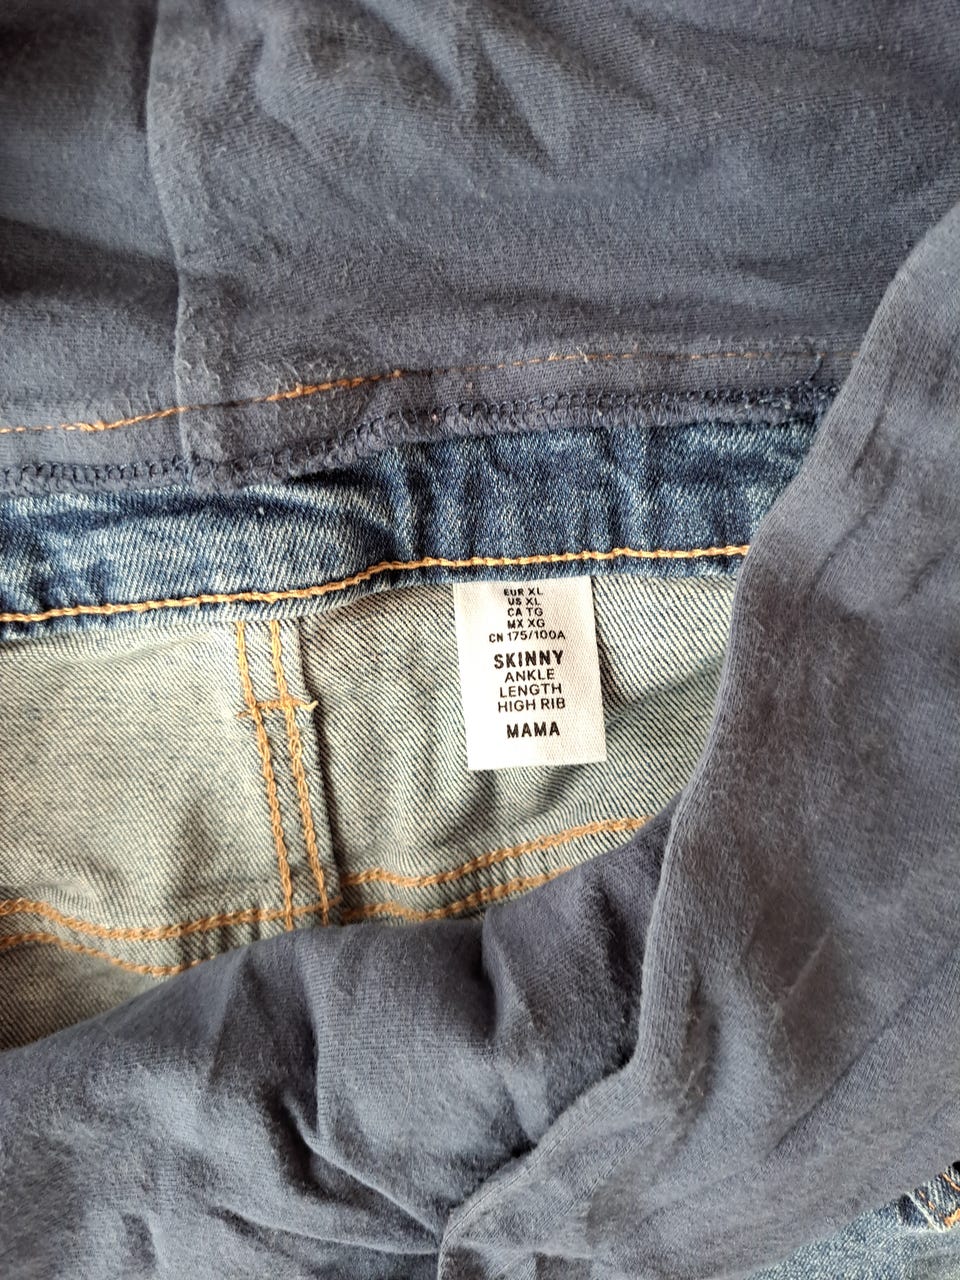 EUR XL
US XL
CA TG
MX XG
CN 175/100A
SKINNY
ANKLE
LENGTH
HIGH RIB
MAMA